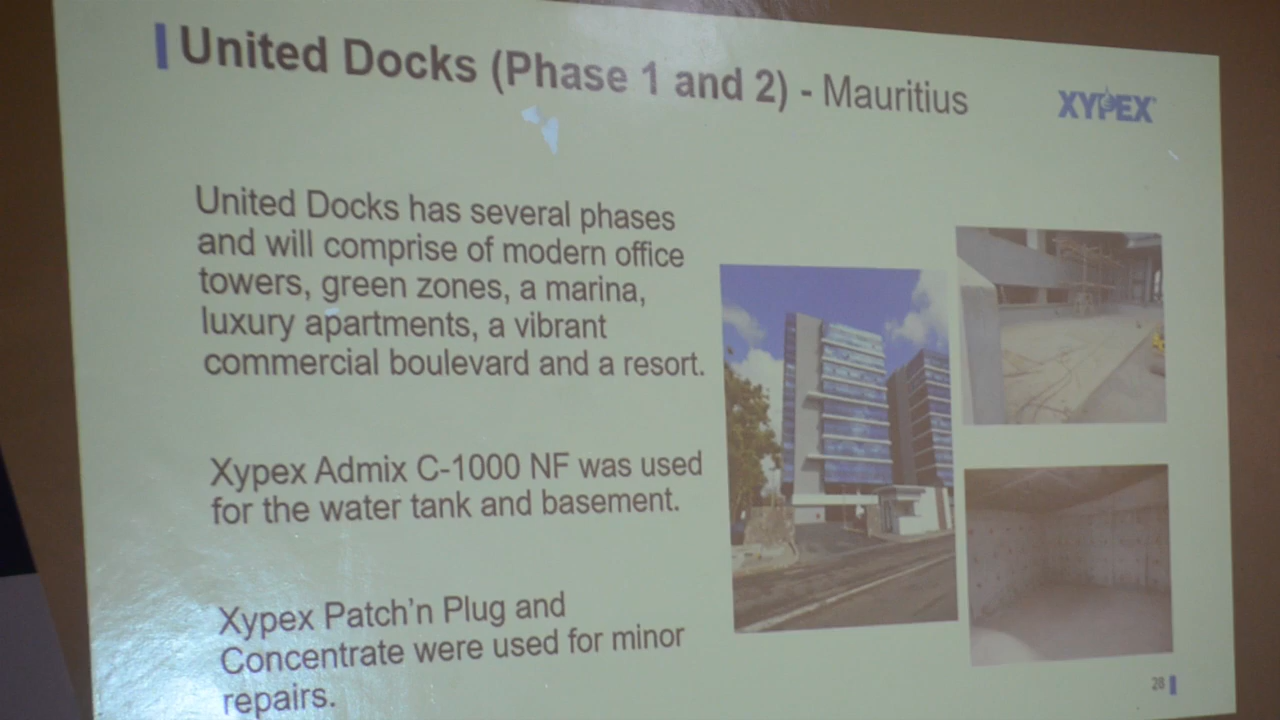 United Docks (Phase 1 and 2) - Mauritius
XYPEX
United Docks has several phases
and will comprise of modern office
towers, green zones, a marina,
luxury apartments, a vibrant
commercial boulevard and a resort.
Xypex Admix C-1000 NF was used
for the water tank and basement.
Xypex Patch'n Plug and
Concentrate were used for minor
repairs.
28